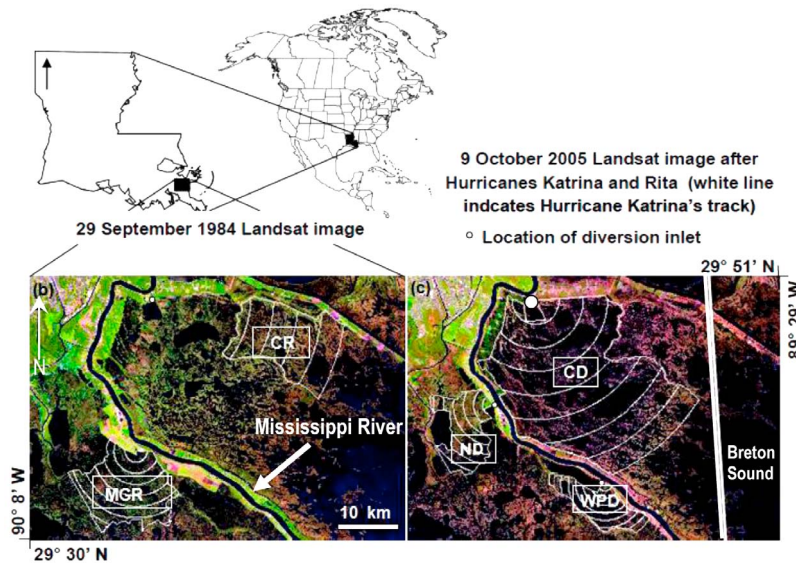 9 October 2005 Landsat image after
Hurricanes Katrina and Rita (white line
indcates Hurricane Katrina's track)
29 September 1984 Landsat image
○ Location of diversion inlet
29° 51' N
89° 29' W
(b)
N
CR
Mississippi River
MGR
10 km
90° 8' W
29° 30' N
(c)
CD
ND
WPD
Breton
Sound